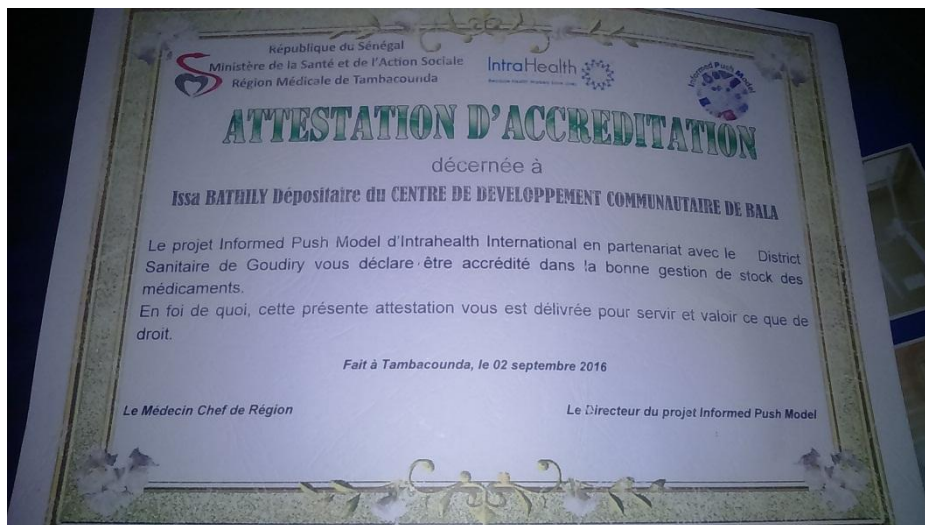 République du Sénégal
Ministère de la Santé et de l'Action Sociale
Région Médicale de Tambacounda
IntraHealth
Because Health Workers Save Lives
Informed Push Model
ATTESTATION D'ACCREDITATION
décernée à
Issa BATHILY Dépositaire du CENTRE DE DEVELOPPEMENT COMMUNAUTAIRE DE BALA
Le projet Informed Push Model d'Intrahealth International en partenariat avec le District
Sanitaire de Goudiry vous déclare être accrédité dans la bonne gestion de stock des
médicaments.
En foi de quoi, cette présente attestation vous est délivrée pour servir et valoir ce que de
droit.
Fait à Tambacounda, le 02 septembre 2016
Le Médecin Chef de Région
Le Directeur du projet Informed Push Model